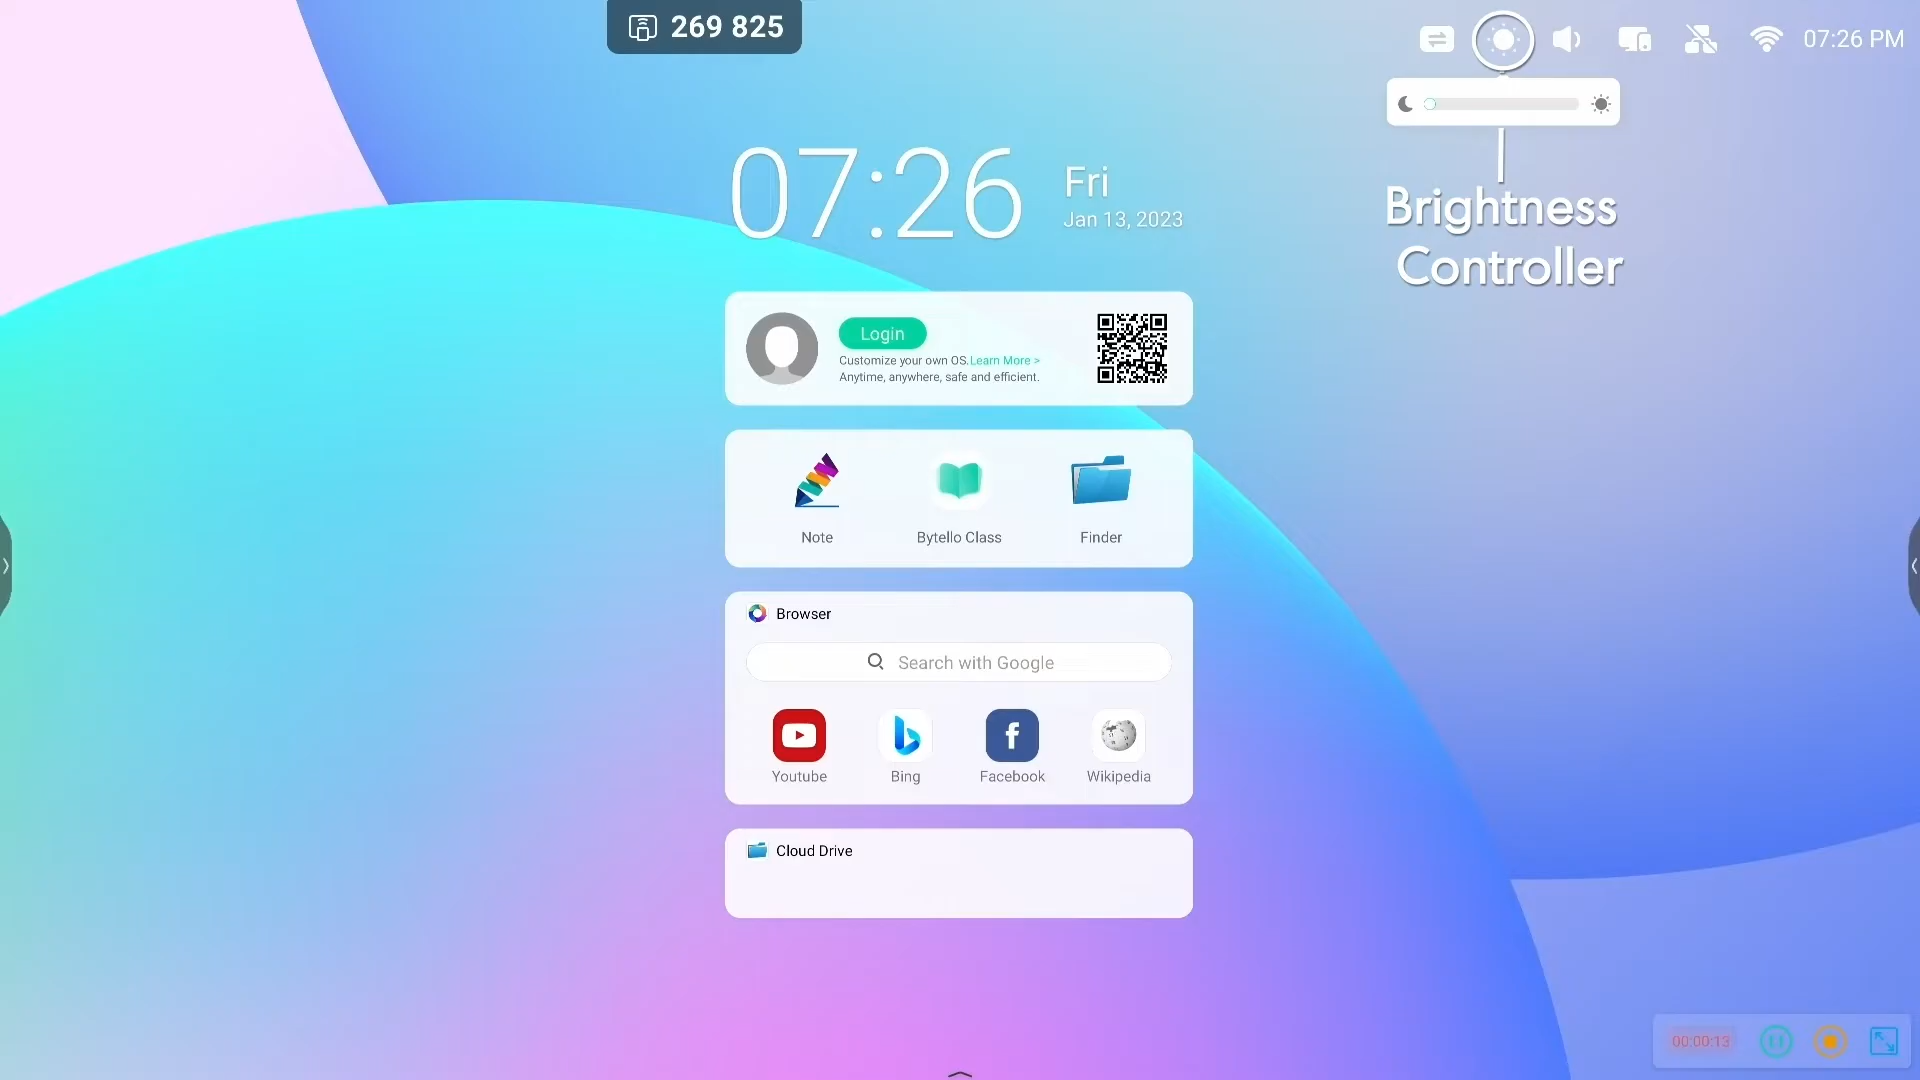 269 825
07:26 PM
Brightness
Controller
07:26
Fri
Jan 13, 2023
Login
Customize your own OS.Learn More >
Anytime, anywhere, safe and efficient.
Note
Bytello Class
Finder
Browser
Search with Google
Youtube
Bing
Facebook
Wikipedia
Cloud Drive
00:00:13